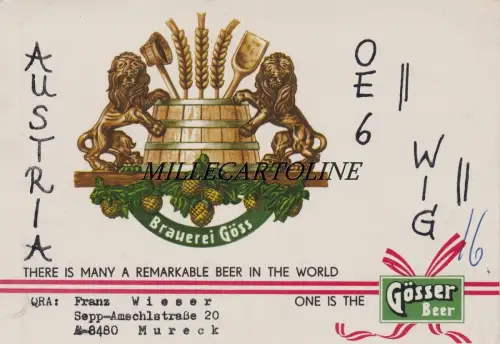 AUSTRIA
OE6
WIG
16
MILLECARTOLINE
Brauerei Göss
THERE IS MANY A REMARKABLE BEER IN THE WORLD
ONE IS THE
Gösser
Beer
QRA: Franz Wieser
Sepp-Amschlstraße 20
A-8480 Mureck